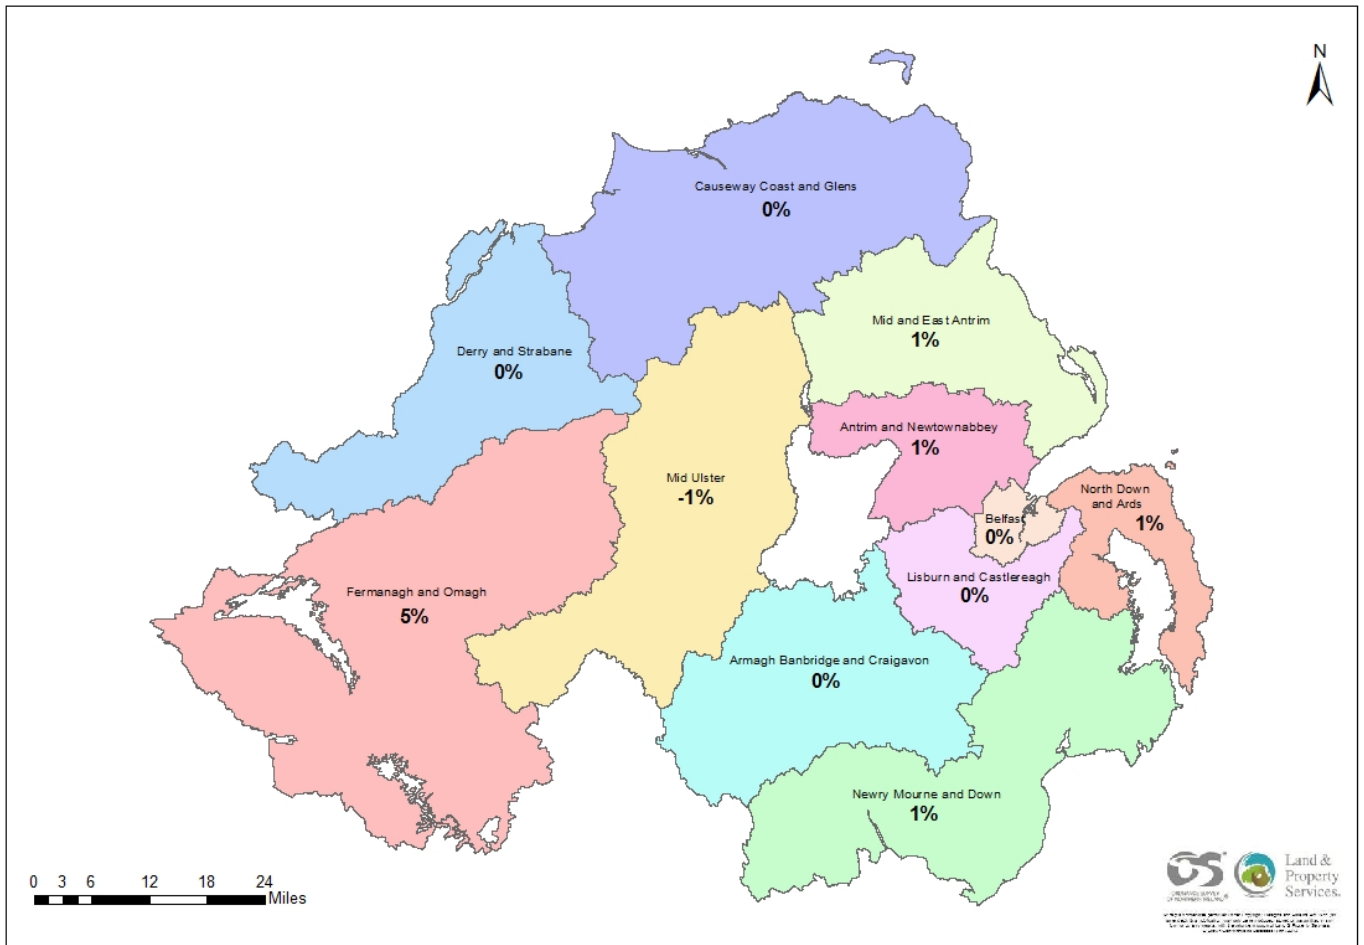 N
Causeway Coast and Glens
0%
Mid and East Antrim
1%
Derry and Strabane
0%
Antrim and Newtownabbey
1%
Mid Ulster
-1%
North Down
and Ards
1%
Belfas
0%
Lisburn and Castlereagh
0%
Fermanagh and Omagh
5%
Armagh Banbridge and Craigavon
0%
Newry Mourne and Down
1%
0 3 6 12 18 24
Miles
OS
Land &
Property
Services.